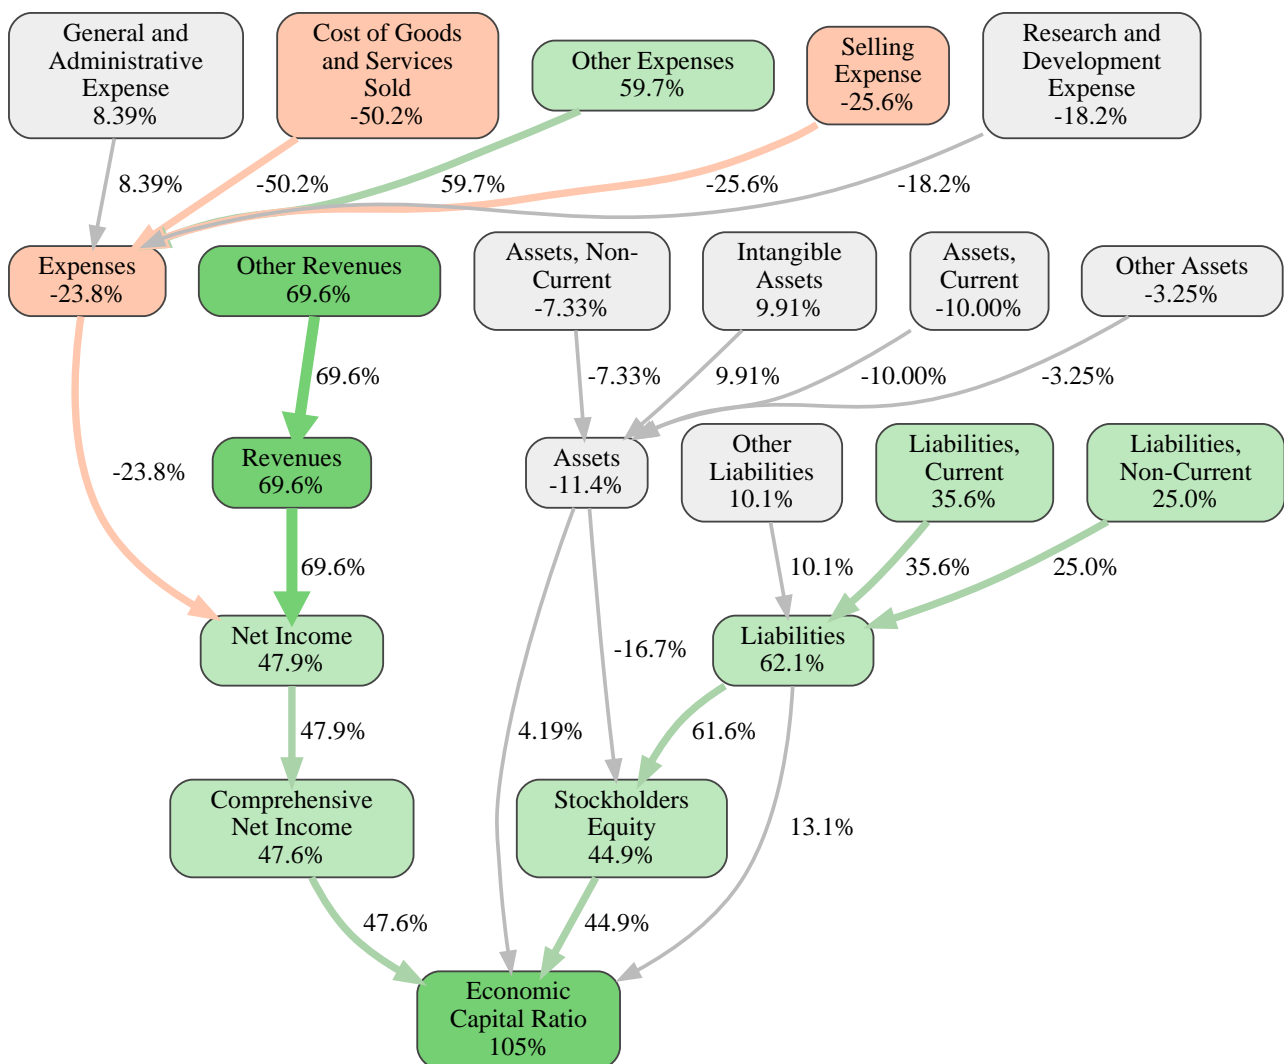 General and
Administrative
Expense
8.39%
Cost of Goods
and Services
Sold
-50.2%
Other Expenses
59.7%
Selling
Expense
-25.6%
Research and
Development
Expense
-18.2%
8.39%
-50.2%
59.7%
-25.6%
-18.2%
Expenses
-23.8%
Other Revenues
69.6%
Assets, Non-
Current
-7.33%
Intangible
Assets
9.91%
Assets,
Current
-10.00%
Other Assets
-3.25%
69.6%
-7.33%
9.91%
-10.00%
-3.25%
-23.8%
Revenues
69.6%
Assets
-11.4%
Other
Liabilities
10.1%
Liabilities,
Current
35.6%
Liabilities,
Non-Current
25.0%
69.6%
10.1%
35.6%
25.0%
Net Income
47.9%
-16.7%
Liabilities
62.1%
47.9%
4.19%
61.6%
Comprehensive
Net Income
47.6%
Stockholders
Equity
44.9%
13.1%
47.6%
44.9%
Economic
Capital Ratio
105%